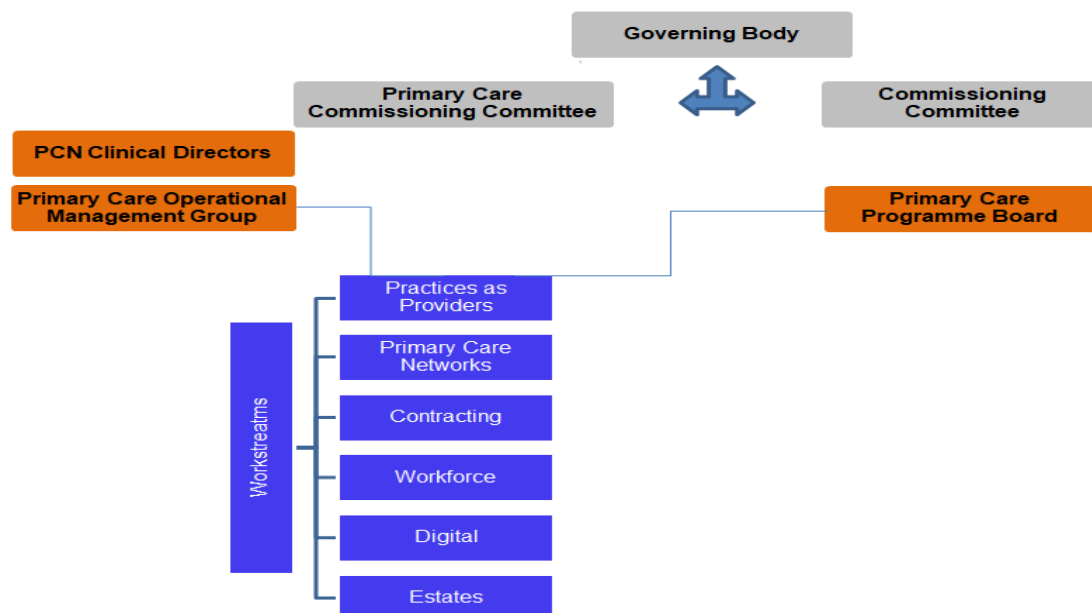 Governing Body
Primary Care
Commissioning Committee
Commissioning
Committee
PCN Clinical Directors
Primary Care Operational
Management Group
Primary Care
Programme Board
Workstreatms
Practices as
Providers
Primary Care
Networks
Contracting
Workforce
Digital
Estates